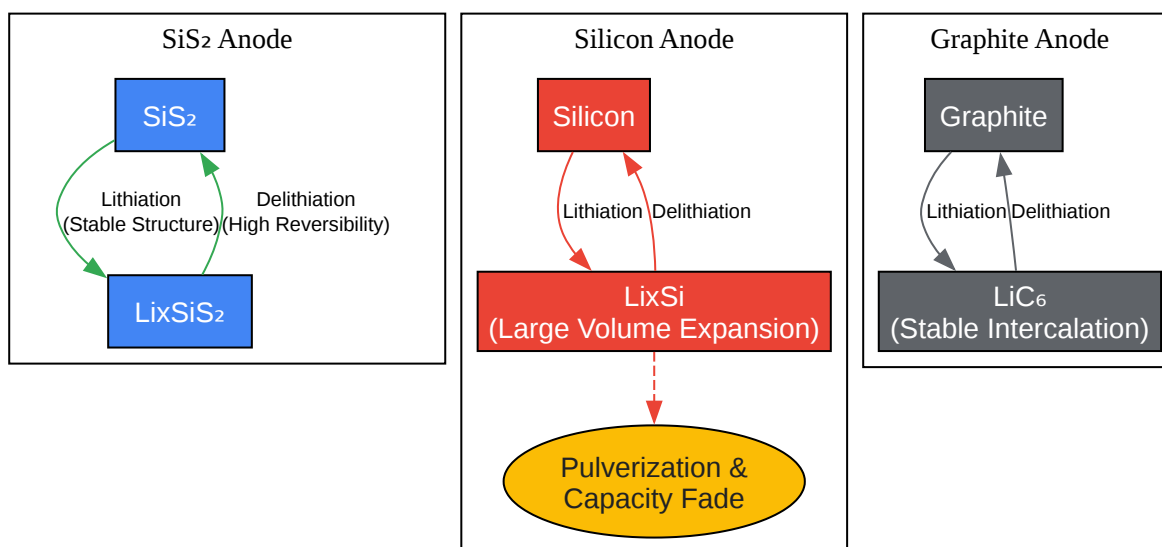 SiS₂ Anode
SiS₂
Lithiation
(Stable Structure)
Delithiation
(High Reversibility)
LixSiS₂
Silicon Anode
Silicon
Lithiation
Delithiation
LixSi
(Large Volume Expansion)
Pulverization &
Capacity Fade
Graphite Anode
Graphite
Lithiation
Delithiation
LiC₆
(Stable Intercalation)